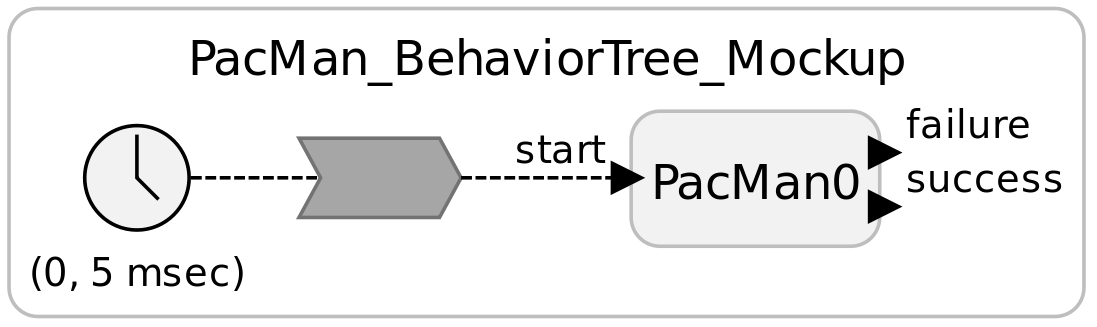 PacMan_BehaviorTree_Mockup
failure
start
PacMan0
success
(0, 5 msec)